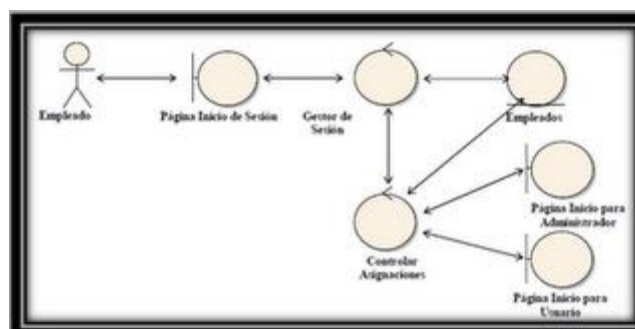 Empleado
Página Inicio de Sesión
Gestor de
Sesión
Empleados
Página Inicio para
Administrador
Controlar
Asignaciones
Página Inicio para
Usuario